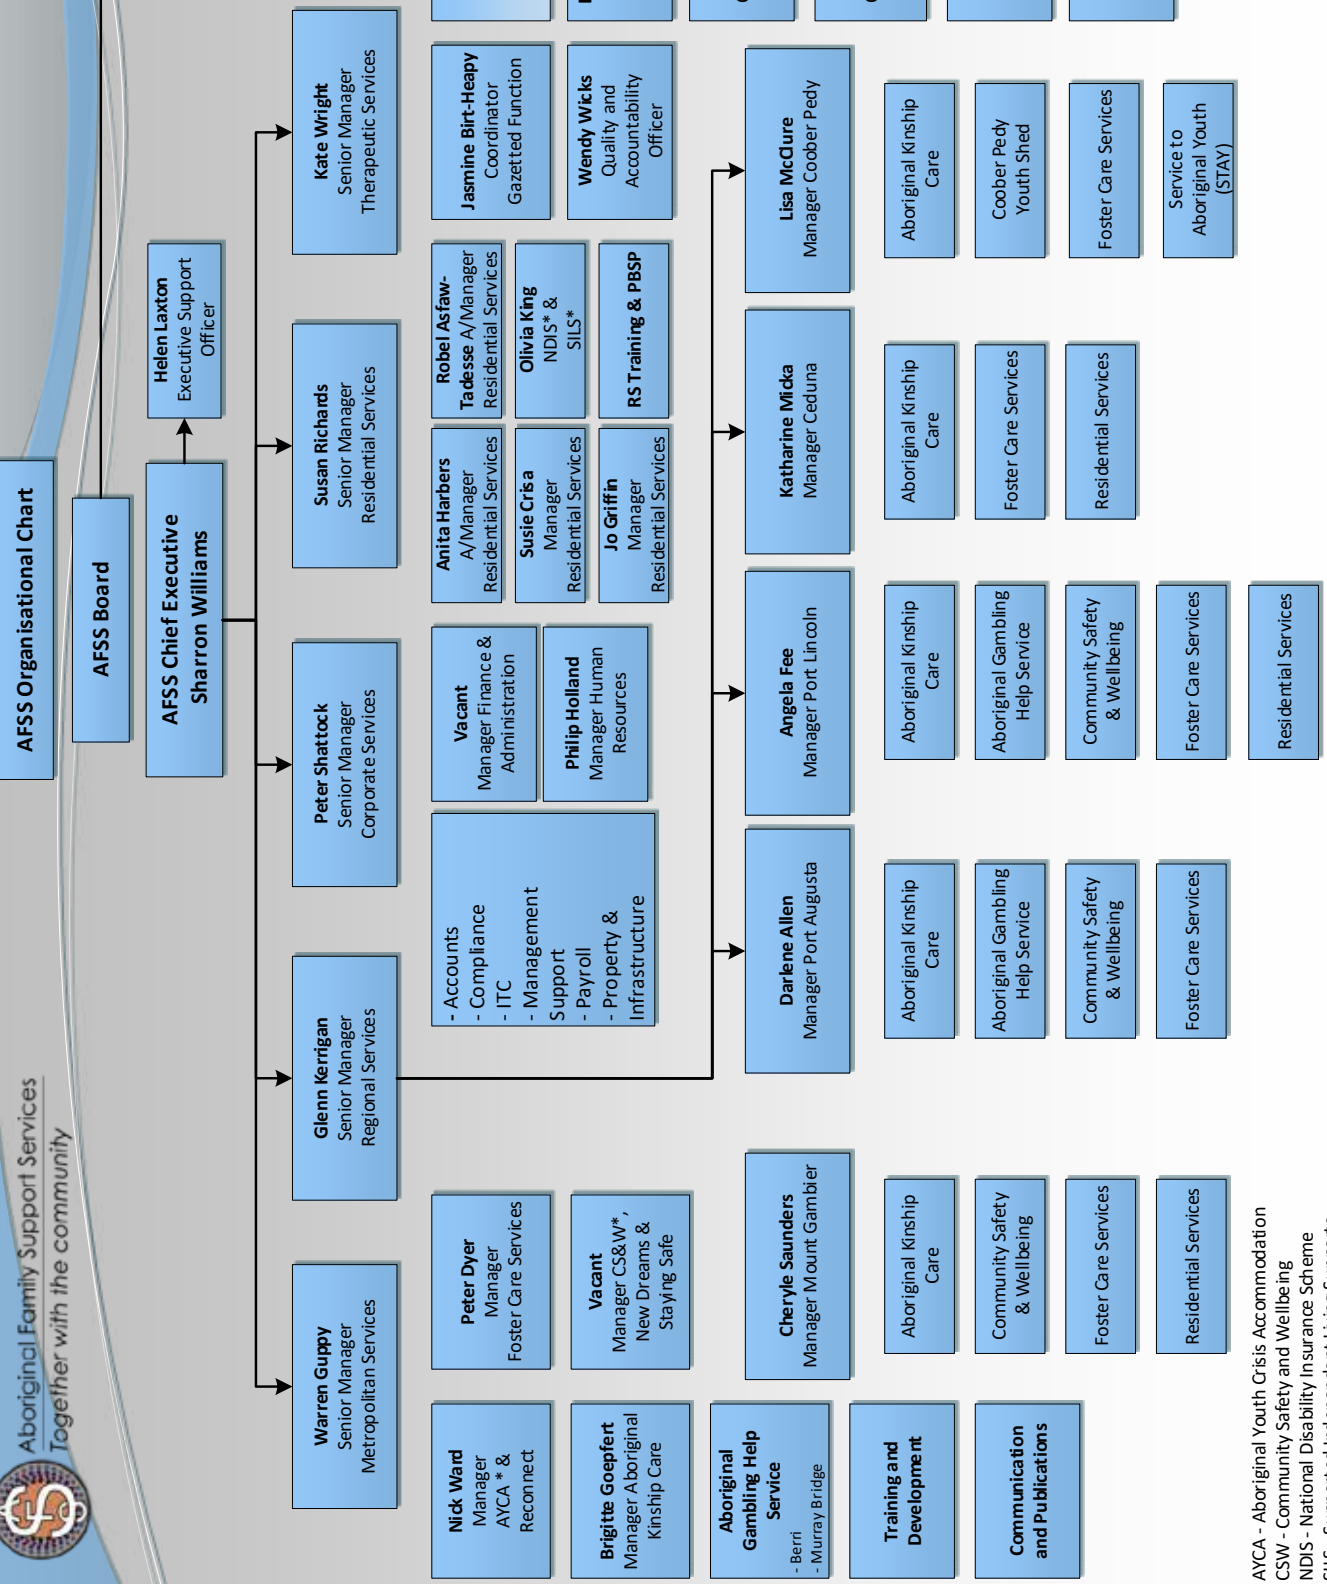 Aboriginal Family Support Services
Together with the community
AFSS Organisational Chart
AFSS Board
AFSS Chief Executive
Sharron Williams
Helen Laxton
Executive Support
Officer
Warren Guppy
Senior Manager
Metropolitan Services
Glenn Kerrigan
Senior Manager
Regional Services
Peter Shattock
Senior Manager
Corporate Services
Susan Richards
Senior Manager
Residential Services
Kate Wright
Senior Manager
Therapeutic Services
Nick Ward
Manager
AYCA * &
Reconnect
Brigitte Goepfert
Manager Aboriginal
Kinship Care
Aboriginal
Gambling Help
Service
- Berri
- Murray Bridge
Training and
Development
Communication
and Publications
Peter Dyer
Manager
Foster Care Services
Vacant
Manager CS&W*,
New Dreams &
Staying Safe
- Accounts
- Compliance
- ITC
- Management
Support
- Payroll
- Property &
Infrastructure
Vacant
Manager Finance &
Administration
Philip Holland
Manager Human
Resources
Anita Harbers
A/Manager
Residential Services
Susie Crisa
Manager
Residential Services
Jo Griffin
Manager
Residential Services
Robel Asfaw-
Tadesse A/Manager
Residential Services
Olivia King
NDIS* &
SILS*
RS Training & PBSP
Jasmine Birt-Heapy
Coordinator
Gazetted Function
Wendy Wicks
Quality and
Accountability
Officer
Cheryle Saunders
Manager Mount Gambier
Aboriginal Kinship
Care
Community Safety
& Wellbeing
Foster Care Services
Residential Services
Darlene Allen
Manager Port Augusta
Aboriginal Kinship
Care
Aboriginal Gambling
Help Service
Community Safety
& Wellbeing
Foster Care Services
Angela Fee
Manager Port Lincoln
Aboriginal Kinship
Care
Aboriginal Gambling
Help Service
Community Safety
& Wellbeing
Foster Care Services
Residential Services
Katharine Micka
Manager Ceduna
Aboriginal Kinship
Care
Foster Care Services
Residential Services
Lisa McClure
Manager Coober Pedy
Aboriginal Kinship
Care
Coober Pedy
Youth Shed
Foster Care Services
Service to
Aboriginal Youth
(STAY)
AYCA - Aboriginal Youth Crisis Accommodation
CSW - Community Safety and Wellbeing
NDIS - National Disability Insurance Scheme